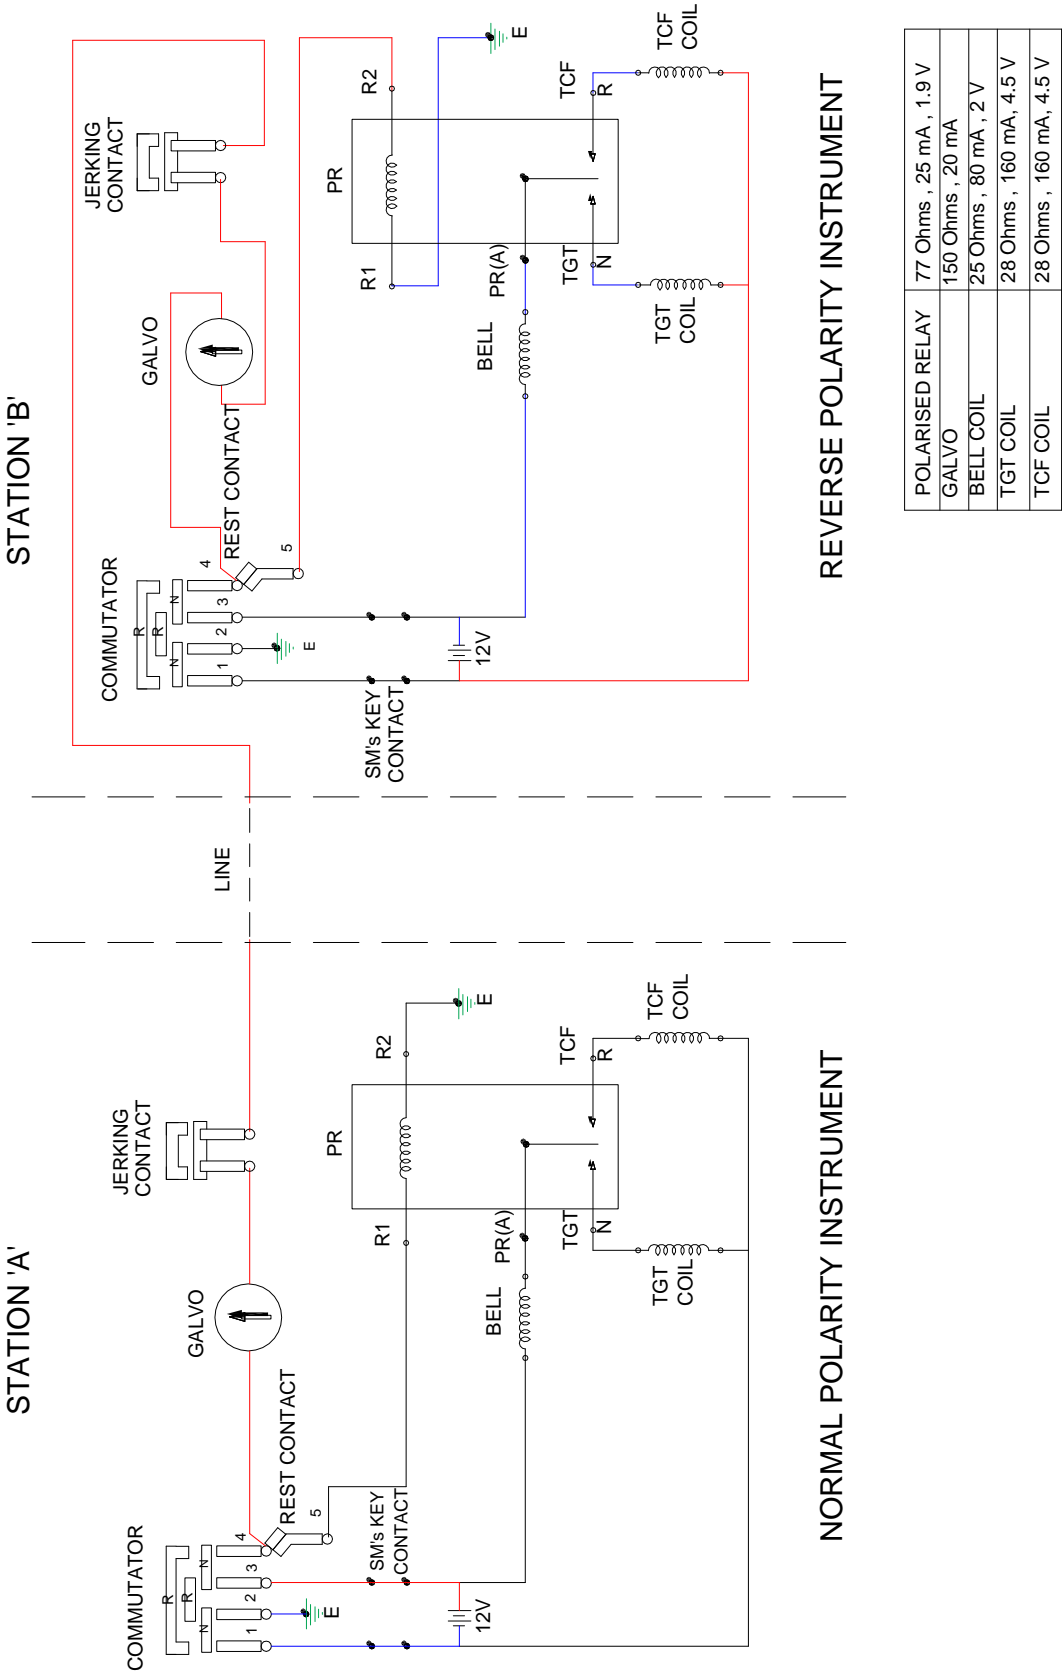 STATION 'A'
STATION 'B'
COMMUTATOR
R
R
N
N
1
2
3
4
5
E
REST CONTACT
GALVO
JERKING
CONTACT
LINE
SM's KEY
CONTACT
12V
PR
R1
R2
E
PR(A)
BELL
TGT
N
TCF
R
TGT
COIL
TCF
COIL
NORMAL POLARITY INSTRUMENT
COMMUTATOR
R
R
N
N
1
2
3
4
5
E
REST CONTACT
GALVO
JERKING
CONTACT
SM's KEY
CONTACT
12V
PR
R1
R2
E
PR(A)
BELL
TGT
N
TCF
R
TGT
COIL
TCF
COIL
REVERSE POLARITY INSTRUMENT
POLARISED RELAY 77 Ohms , 25 mA , 1.9 V
GALVO 150 Ohms , 20 mA
BELL COIL 25 Ohms , 80 mA , 2 V
TGT COIL 28 Ohms , 160 mA, 4.5 V
TCF COIL 28 Ohms , 160 mA, 4.5 V